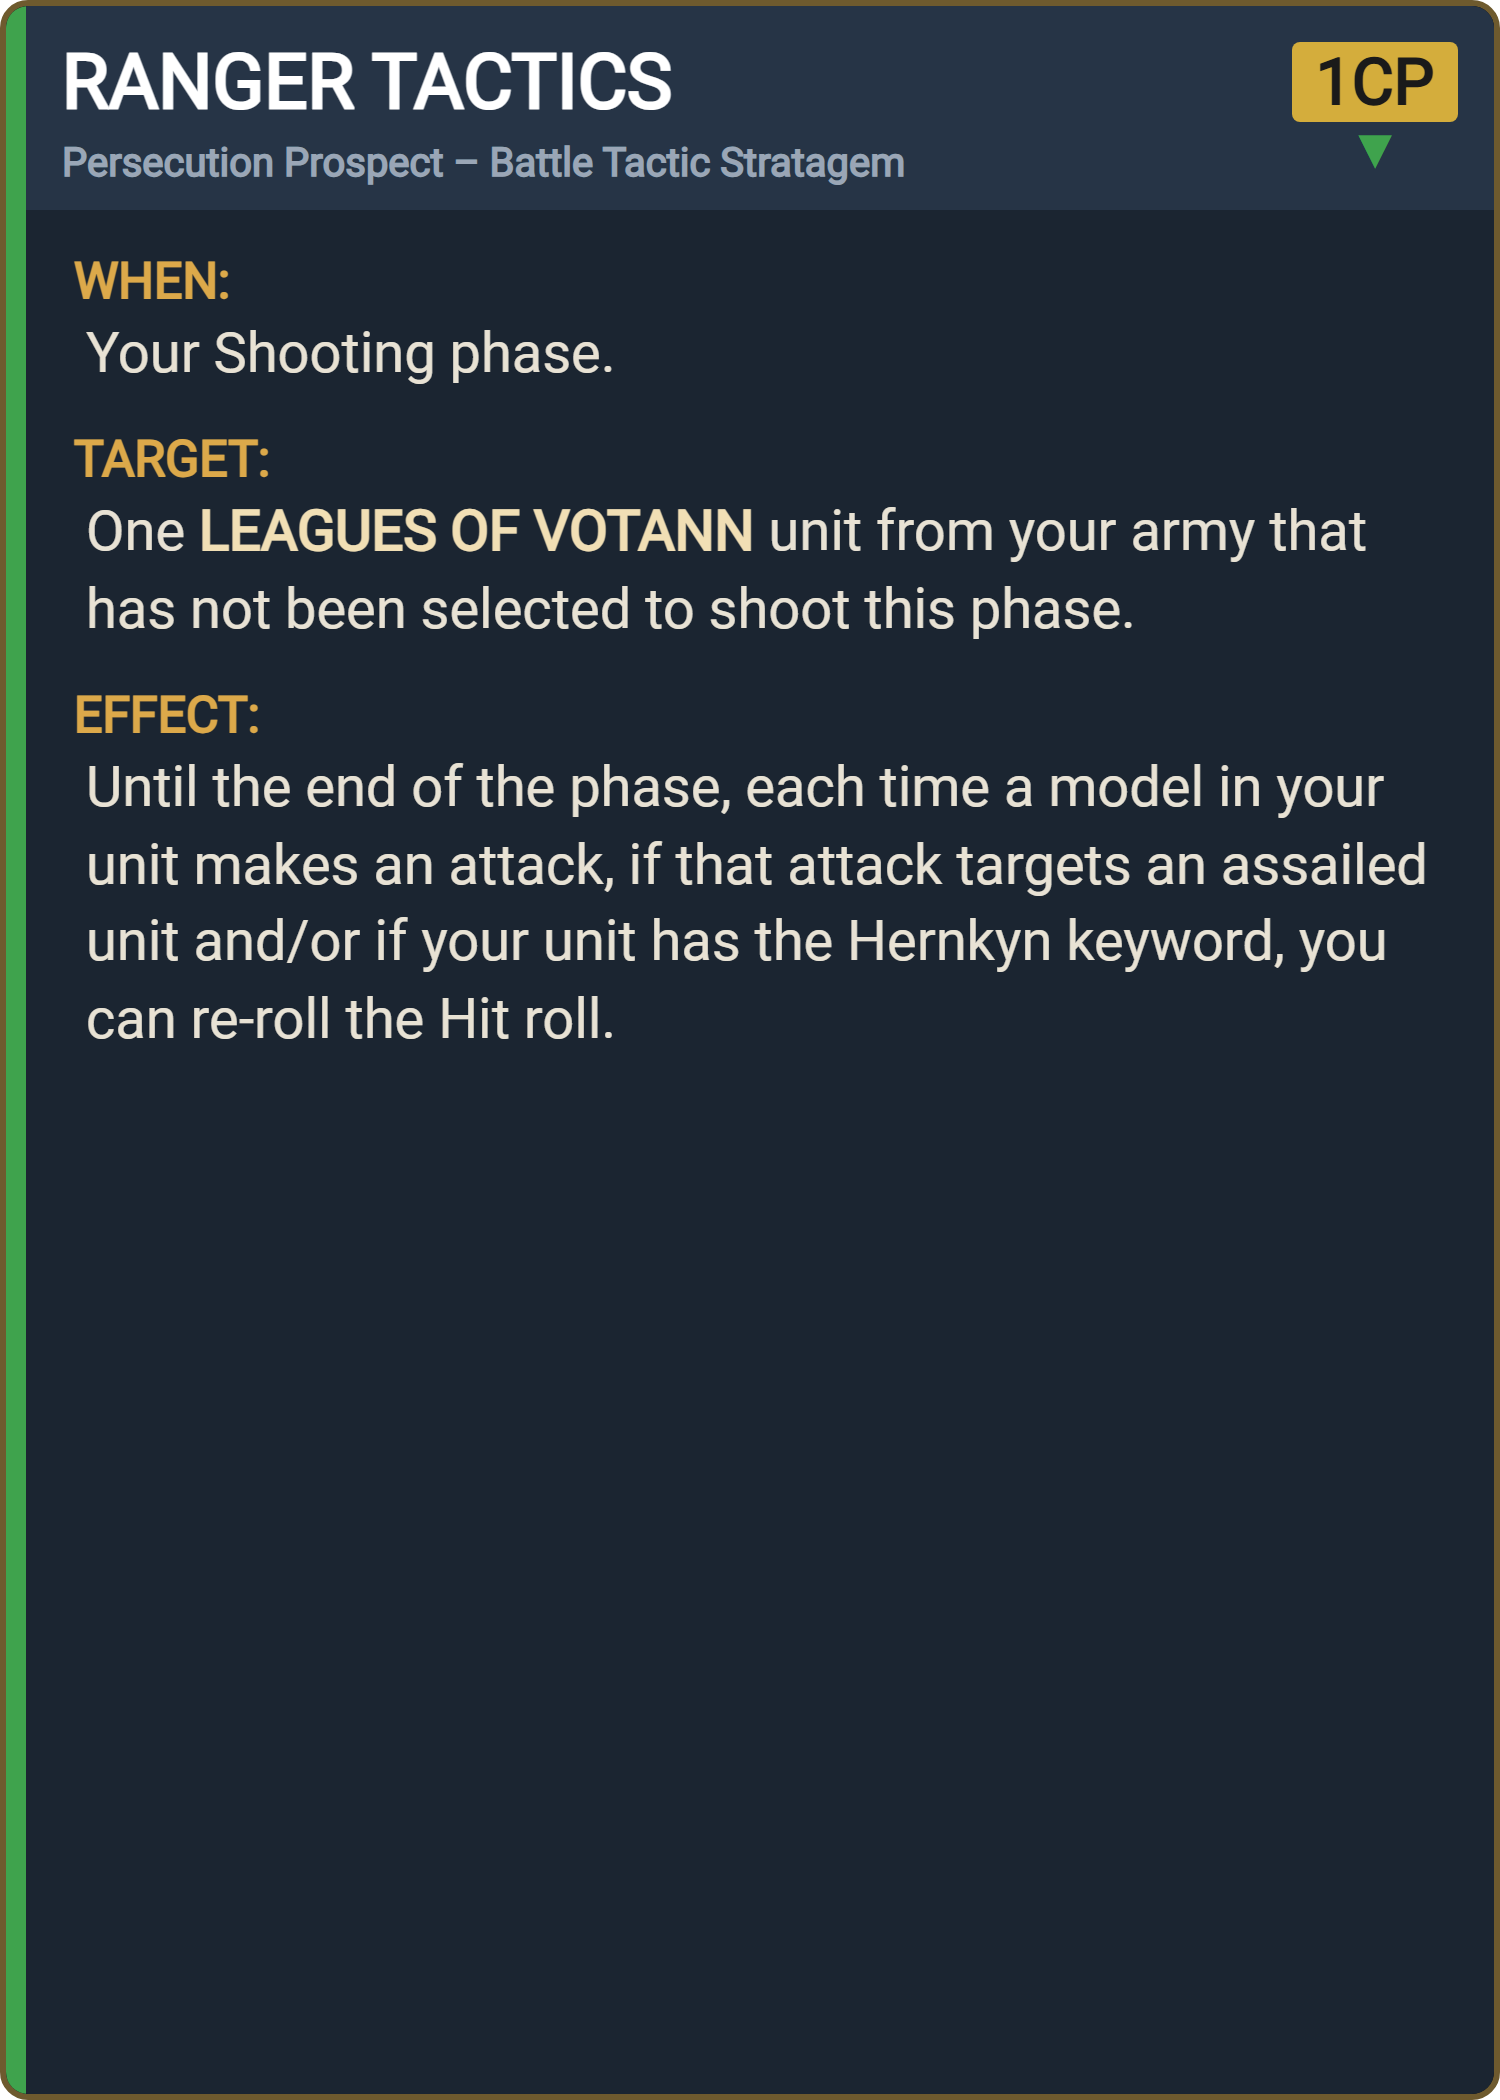 RANGER TACTICS
1CP
Persecution Prospect – Battle Tactic Stratagem
WHEN:
Your Shooting phase.
TARGET:
One LEAGUES OF VOTANN unit from your army that
has not been selected to shoot this phase.
EFFECT:
Until the end of the phase, each time a model in your
unit makes an attack, if that attack targets an assailed
unit and/or if your unit has the Hernkyn keyword, you
can re-roll the Hit roll.